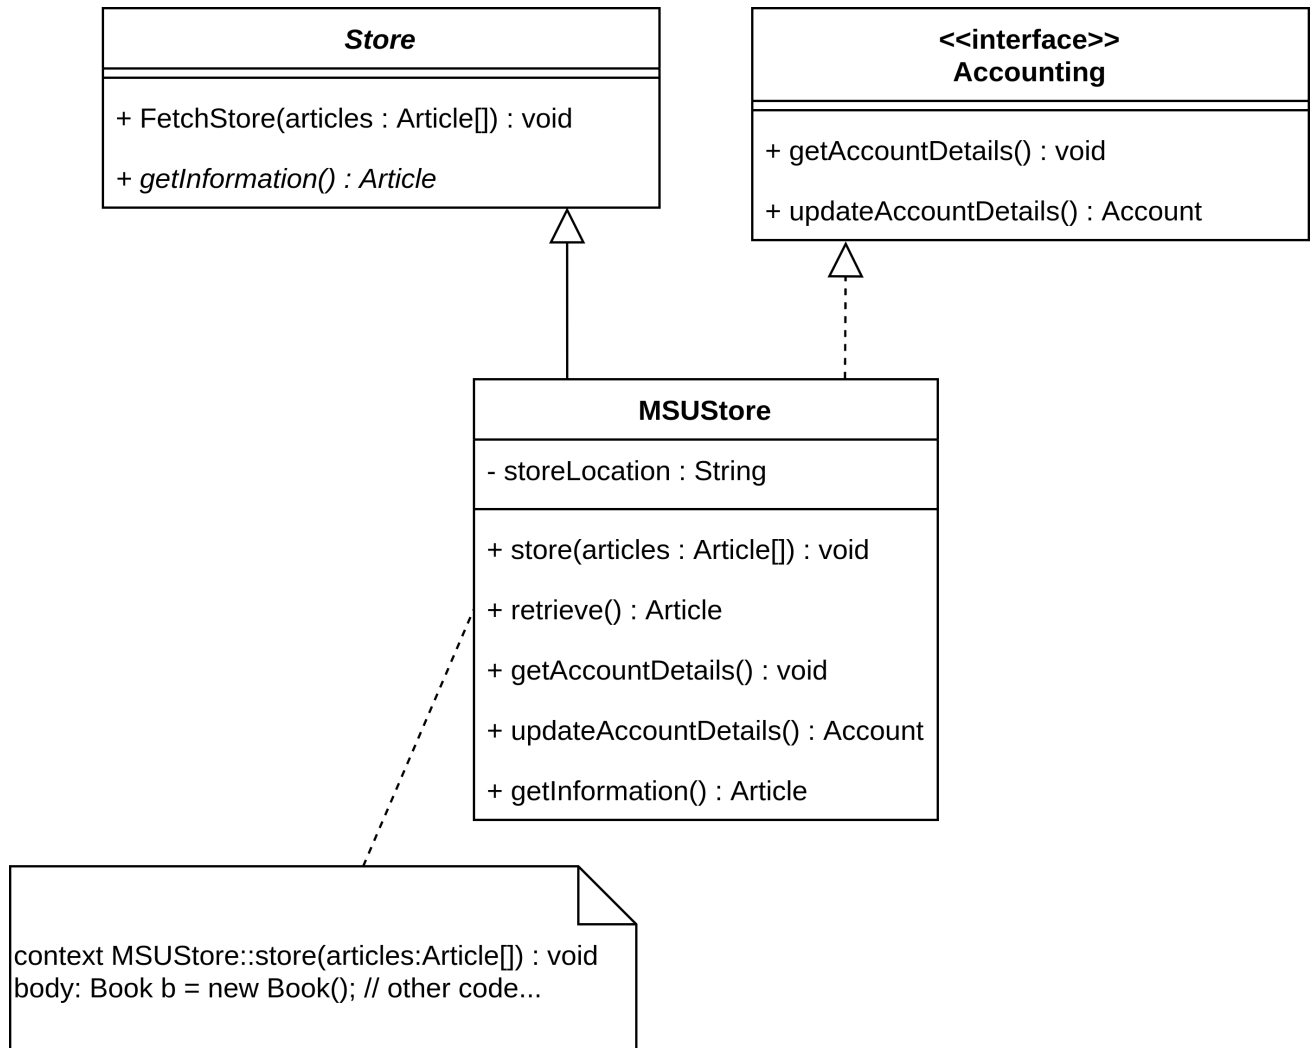 Store
+ FetchStore(articles : Article[]) : void
+ getInformation() : Article
<<interface>>
Accounting
+ getAccountDetails() : void
+ updateAccountDetails() : Account
MSUStore
- storeLocation : String
+ store(articles : Article[]) : void
+ retrieve() : Article
+ getAccountDetails() : void
+ updateAccountDetails() : Account
+ getInformation() : Article
context MSUStore::store(articles:Article[]) : void
body: Book b = new Book(); // other code...